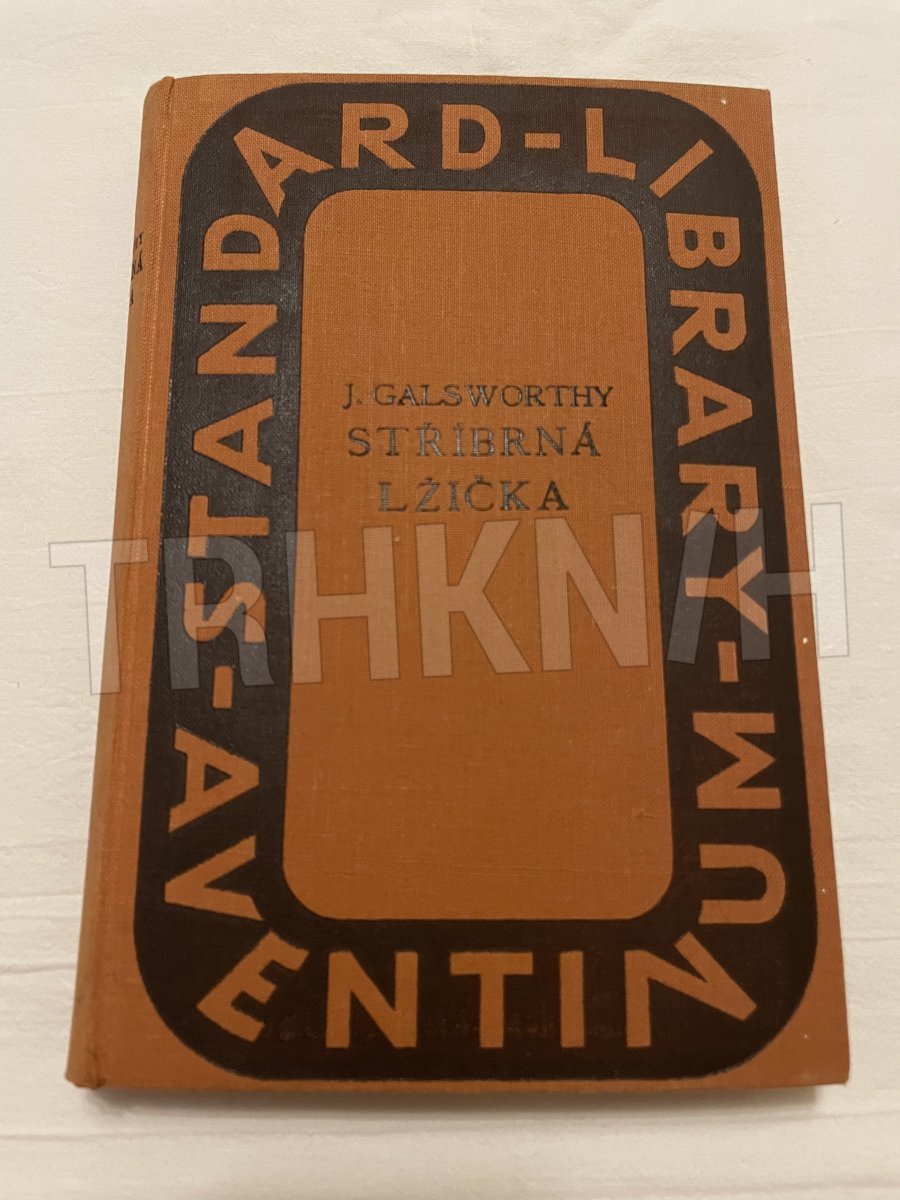 STANDARD-LIBRARY-
AVENTINUM-
J. GALSWORTHY
STŘÍBRNÁ
LŽIČKA
TRHKNIH